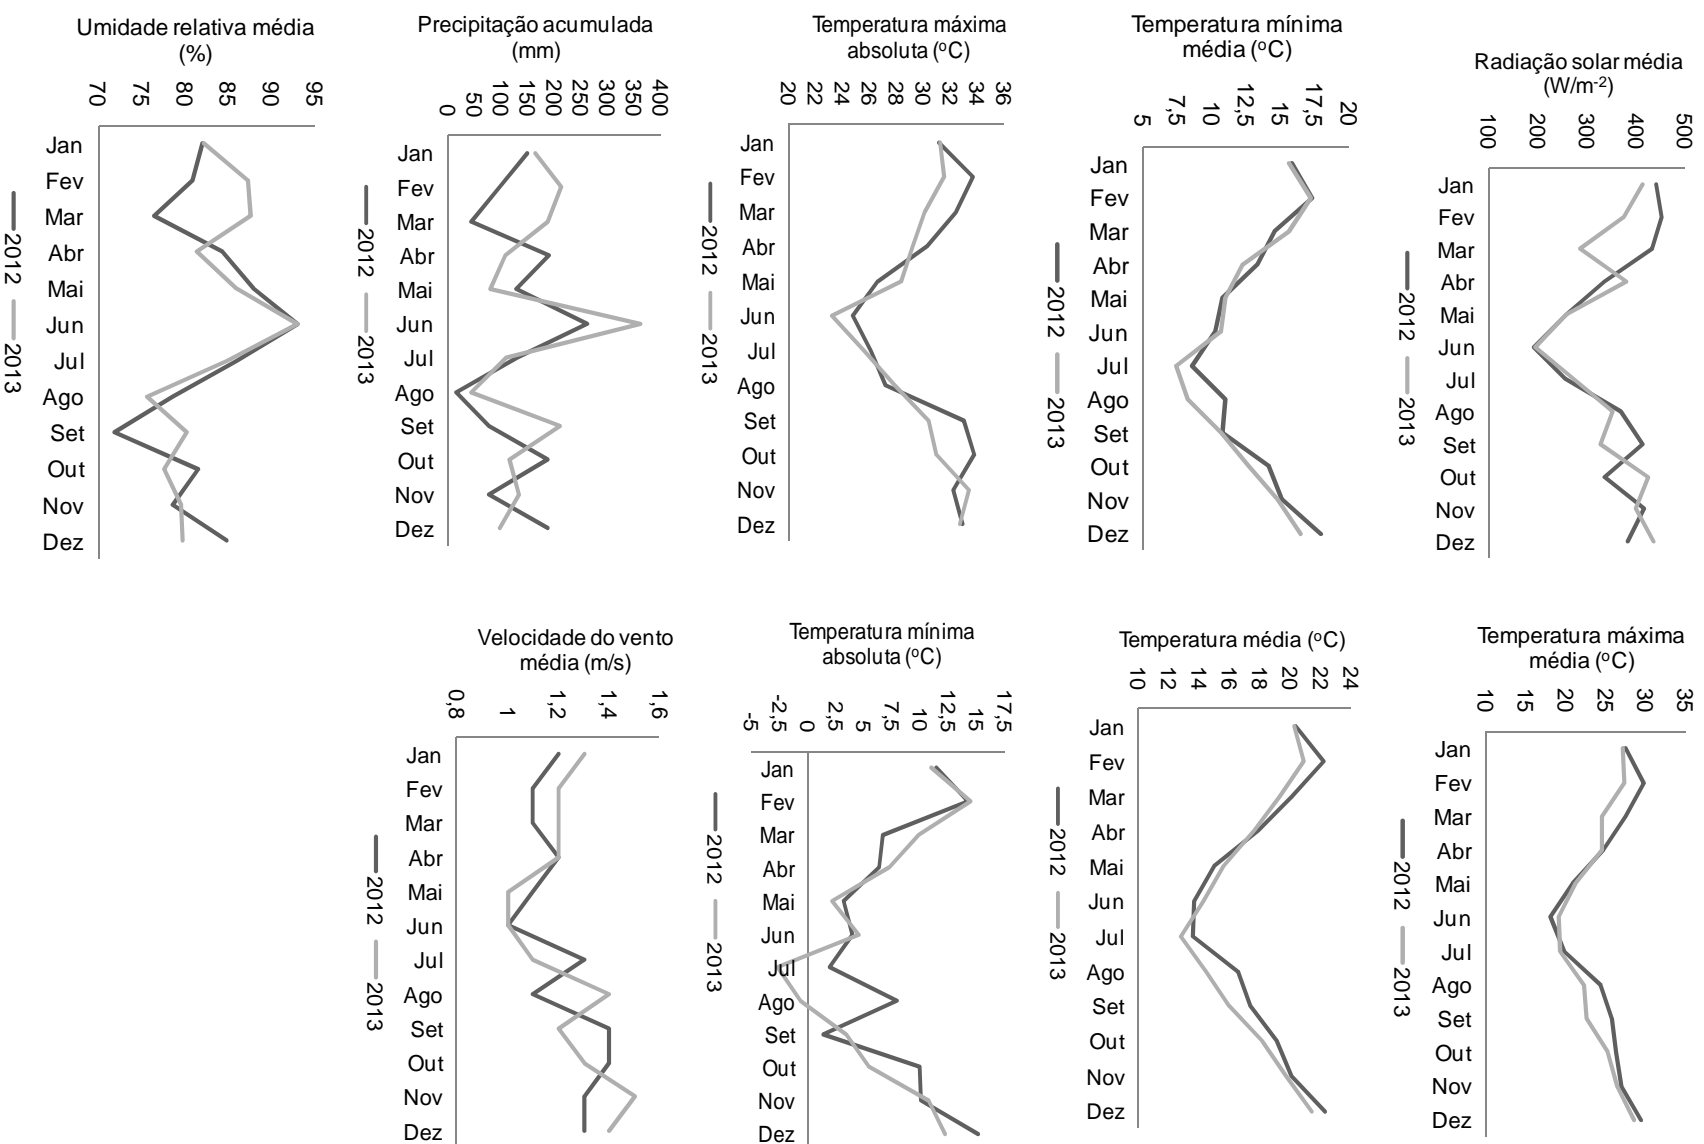 Umidade relativa média
(%)
70 75 80 85 90 95
Jan
Fev
Mar
Abr
Mai
Jun
Jul
Ago
Set
Out
Nov
Dez
2012 2013
Precipitação acumulada
(mm)
0 50 100 150 200 250 300 350 400
Jan
Fev
Mar
Abr
Mai
Jun
Jul
Ago
Set
Out
Nov
Dez
2012 2013
Temperatura máxima
absoluta (ºC)
20 22 24 26 28 30 32 34 36
Jan
Fev
Mar
Abr
Mai
Jun
Jul
Ago
Set
Out
Nov
Dez
2012 2013
Temperatura mínima
média (ºC)
5 7,5 10 12,5 15 17,5 20
Jan
Fev
Mar
Abr
Mai
Jun
Jul
Ago
Set
Out
Nov
Dez
2012 2013
Radiação solar média
(W/m-2)
100 200 300 400 500
Jan
Fev
Mar
Abr
Mai
Jun
Jul
Ago
Set
Out
Nov
Dez
2012 2013
Velocidade do vento
média (m/s)
0,8 1 1,2 1,4 1,6
Jan
Fev
Mar
Abr
Mai
Jun
Jul
Ago
Set
Out
Nov
Dez
2012 2013
Temperatura mínima
absoluta (ºC)
-5 -2,5 0 2,5 5 7,5 10 12,5 15 17,5
Jan
Fev
Mar
Abr
Mai
Jun
Jul
Ago
Set
Out
Nov
Dez
2012 2013
Temperatura média (ºC)
10 12 14 16 18 20 22 24
Jan
Fev
Mar
Abr
Mai
Jun
Jul
Ago
Set
Out
Nov
Dez
2012 2013
Temperatura máxima
média (ºC)
10 15 20 25 30 35
Jan
Fev
Mar
Abr
Mai
Jun
Jul
Ago
Set
Out
Nov
Dez
2012 2013